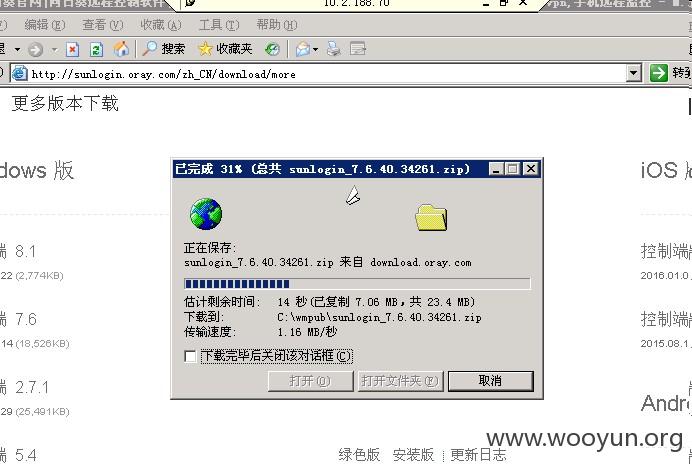 10.2.188.70
编辑(E) 查看(V) 收藏(A) 工具(T) 帮助(H)
搜索 收藏夹
http://sunlogin.oray.com/zh_CN/download/more
转到
更多版本下载
dows 版
iOS
已完成 31% (总共 sunlogin_7.6.40.34261.zip)
正在保存:
sunlogin_7.6.40.34261.zip 来自 download.oray.com
估计剩余时间: 14 秒(已复制 7.06 MB，共 23.4 MB)
下载到: C:\wmpub\sunlogin_7.6.40.34261.zip
传输速度: 1.16 MB/秒
下载完毕后关闭该对话框(C)
打开(O) 打开文件夹(F) 取消
端 8.1
22 (2,774KB)
控制端
2016.01.0
端 7.6
14 (18,526KB)
控制端
2015.08.1
端 2.7.1
29 (25,491KB)
Andr
端 5.4
绿色版 安装版 | 更新日志
www.wooyun.org